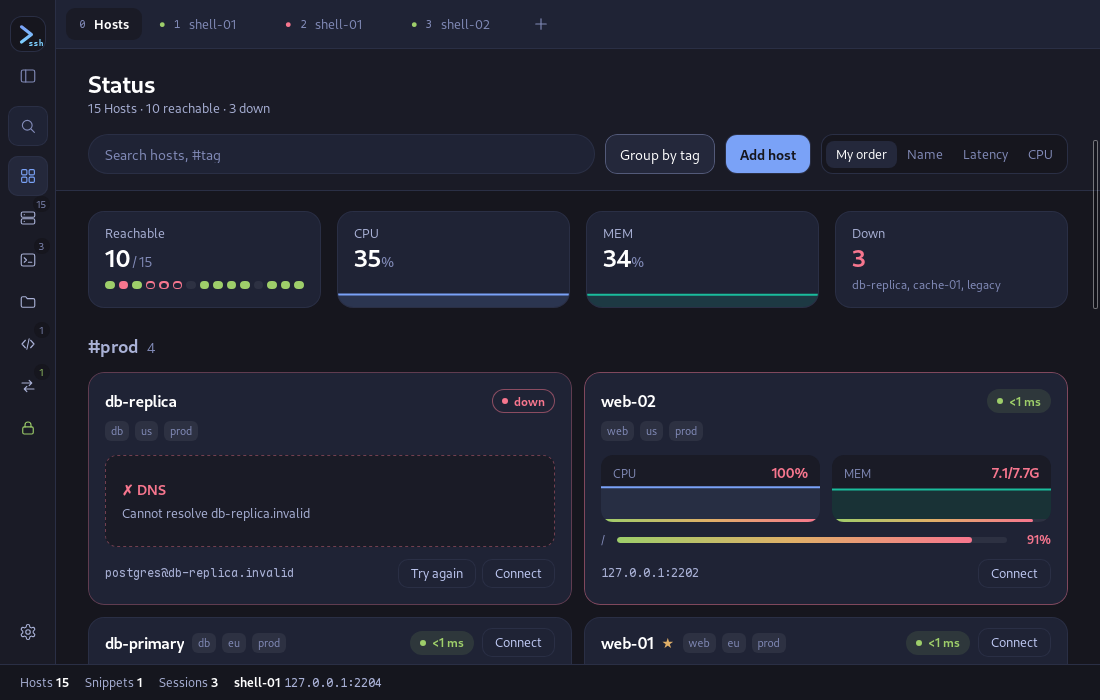 ssh
0 Hosts
1 shell-01
2 shell-01
3 shell-02
Status
15 Hosts · 10 reachable · 3 down
Search hosts, #tag
Group by tag
Add host
My order
Name
Latency
CPU
15
3
1
1
Reachable
10 / 15
CPU
35%
MEM
34%
Down
3
db-replica, cache-01, legacy
#prod 4
db-replica
down
db us prod
✗ DNS
Cannot resolve db-replica.invalid
postgres@db-replica.invalid
Try again
Connect
web-02
<1 ms
web us prod
CPU 100%
MEM 7.1/7.7G
/ 91%
127.0.0.1:2202
Connect
db-primary db eu prod
<1 ms
Connect
web-01 ★ web eu prod
<1 ms
Connect
Hosts 15 Snippets 1 Sessions 3 shell-01 127.0.0.1:2204